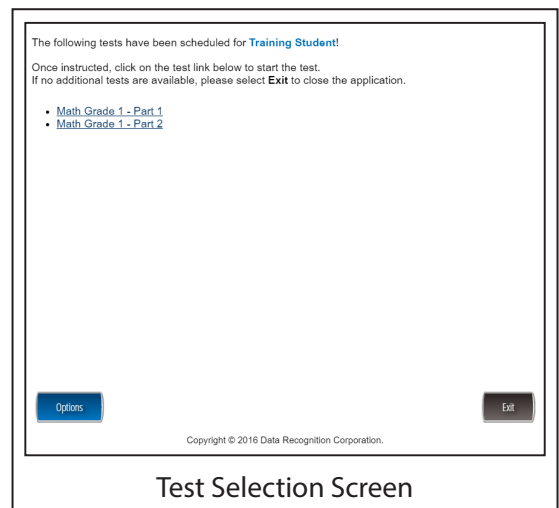 The following tests have been scheduled for Training Student!
Once instructed, click on the test link below to start the test.
If no additional tests are available, please select Exit to close the application.
• Math Grade 1 - Part 1
• Math Grade 1 - Part 2
Options
Exit
Copyright © 2016 Data Recognition Corporation.
Test Selection Screen